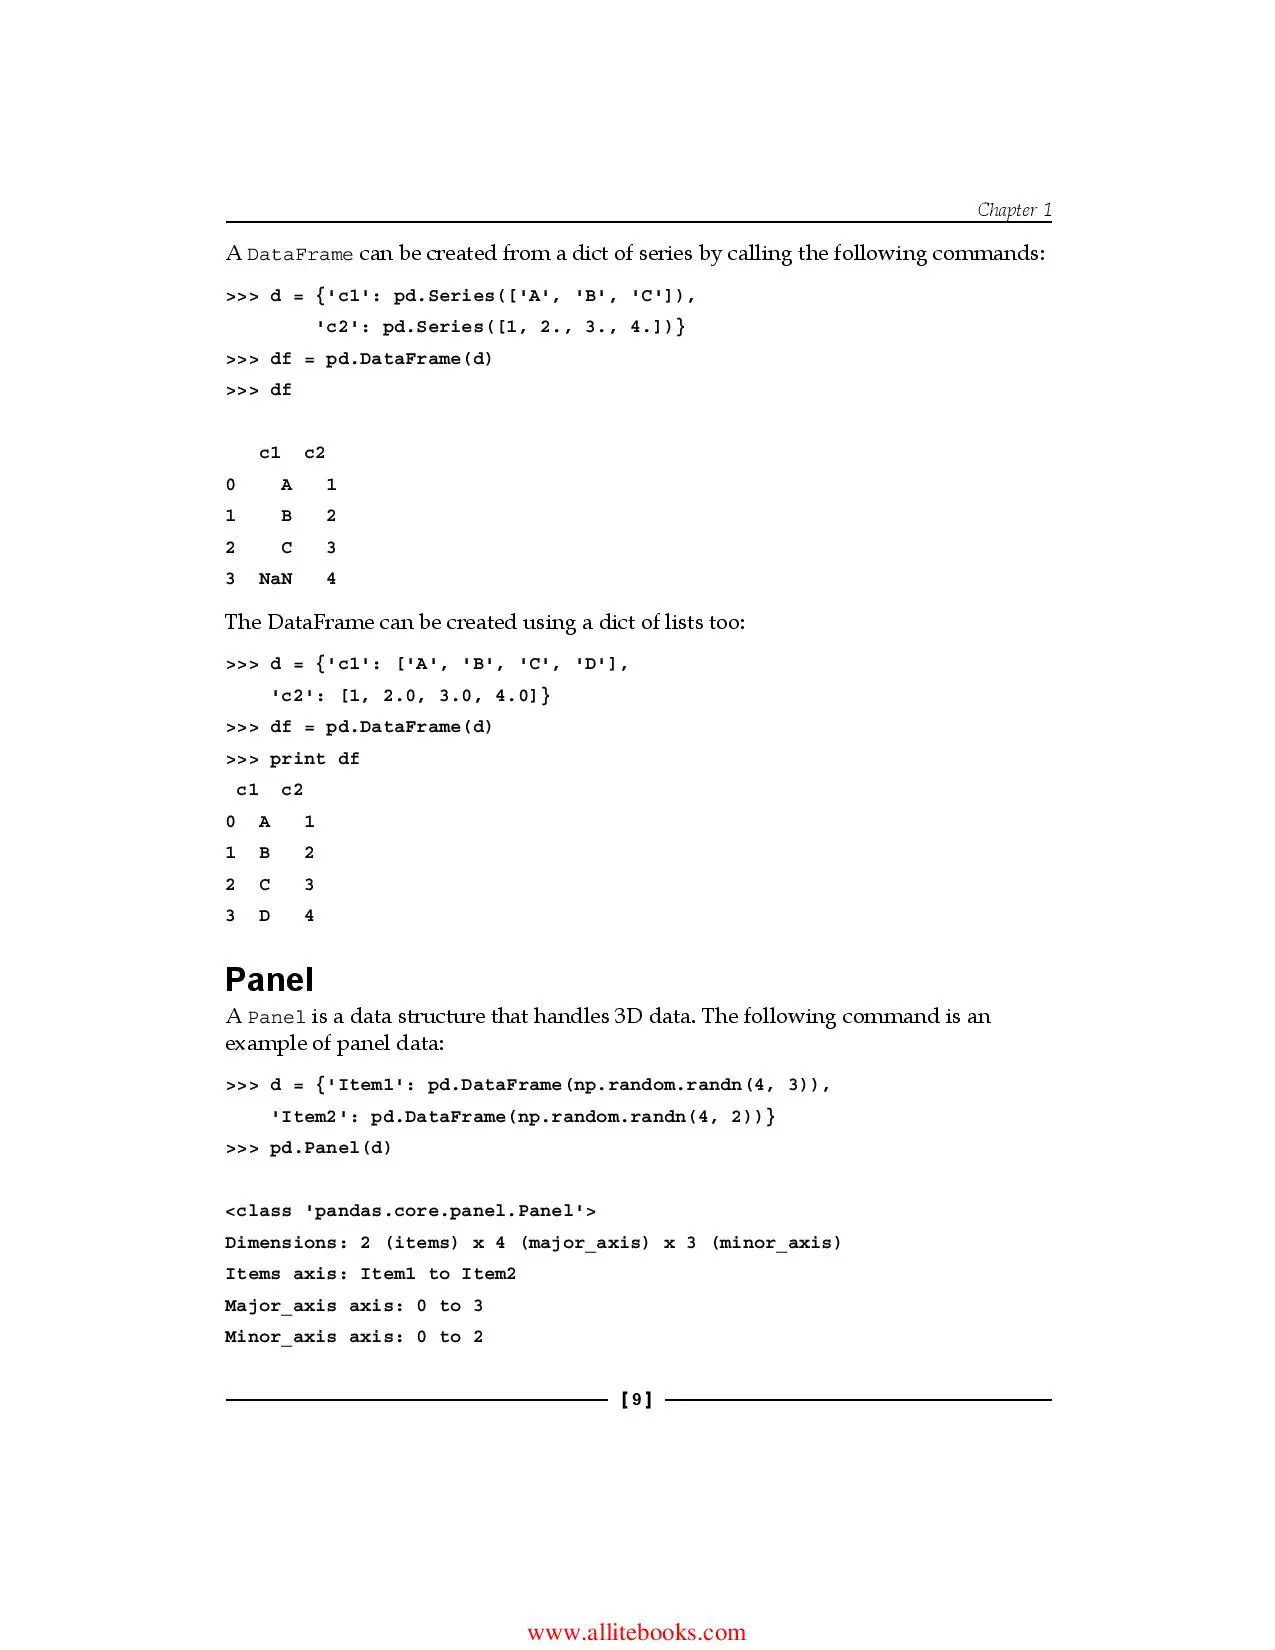 Chapter 1
A DataFrame can be created from a dict of series by calling the following commands:
>>> d = {'c1': pd.Series(['A', 'B', 'C']),
        'c2': pd.Series([1, 2., 3., 4.])}
>>> df = pd.DataFrame(d)
>>> df
   c1  c2
0    A   1
1    B   2
2    C   3
3  NaN   4
The DataFrame can be created using a dict of lists too:
>>> d = {'c1': ['A', 'B', 'C', 'D'],
    'c2': [1, 2.0, 3.0, 4.0]}
>>> df = pd.DataFrame(d)
>>> print df
 c1  c2
0  A   1
1  B   2
2  C   3
3  D   4
Panel
A Panel is a data structure that handles 3D data. The following command is an
example of panel data:
>>> d = {'Item1': pd.DataFrame(np.random.randn(4, 3)),
    'Item2': pd.DataFrame(np.random.randn(4, 2))}
>>> pd.Panel(d)
<class 'pandas.core.panel.Panel'>
Dimensions: 2 (items) x 4 (major_axis) x 3 (minor_axis)
Items axis: Item1 to Item2
Major_axis axis: 0 to 3
Minor_axis axis: 0 to 2
[ 9 ]
www.allitebooks.com